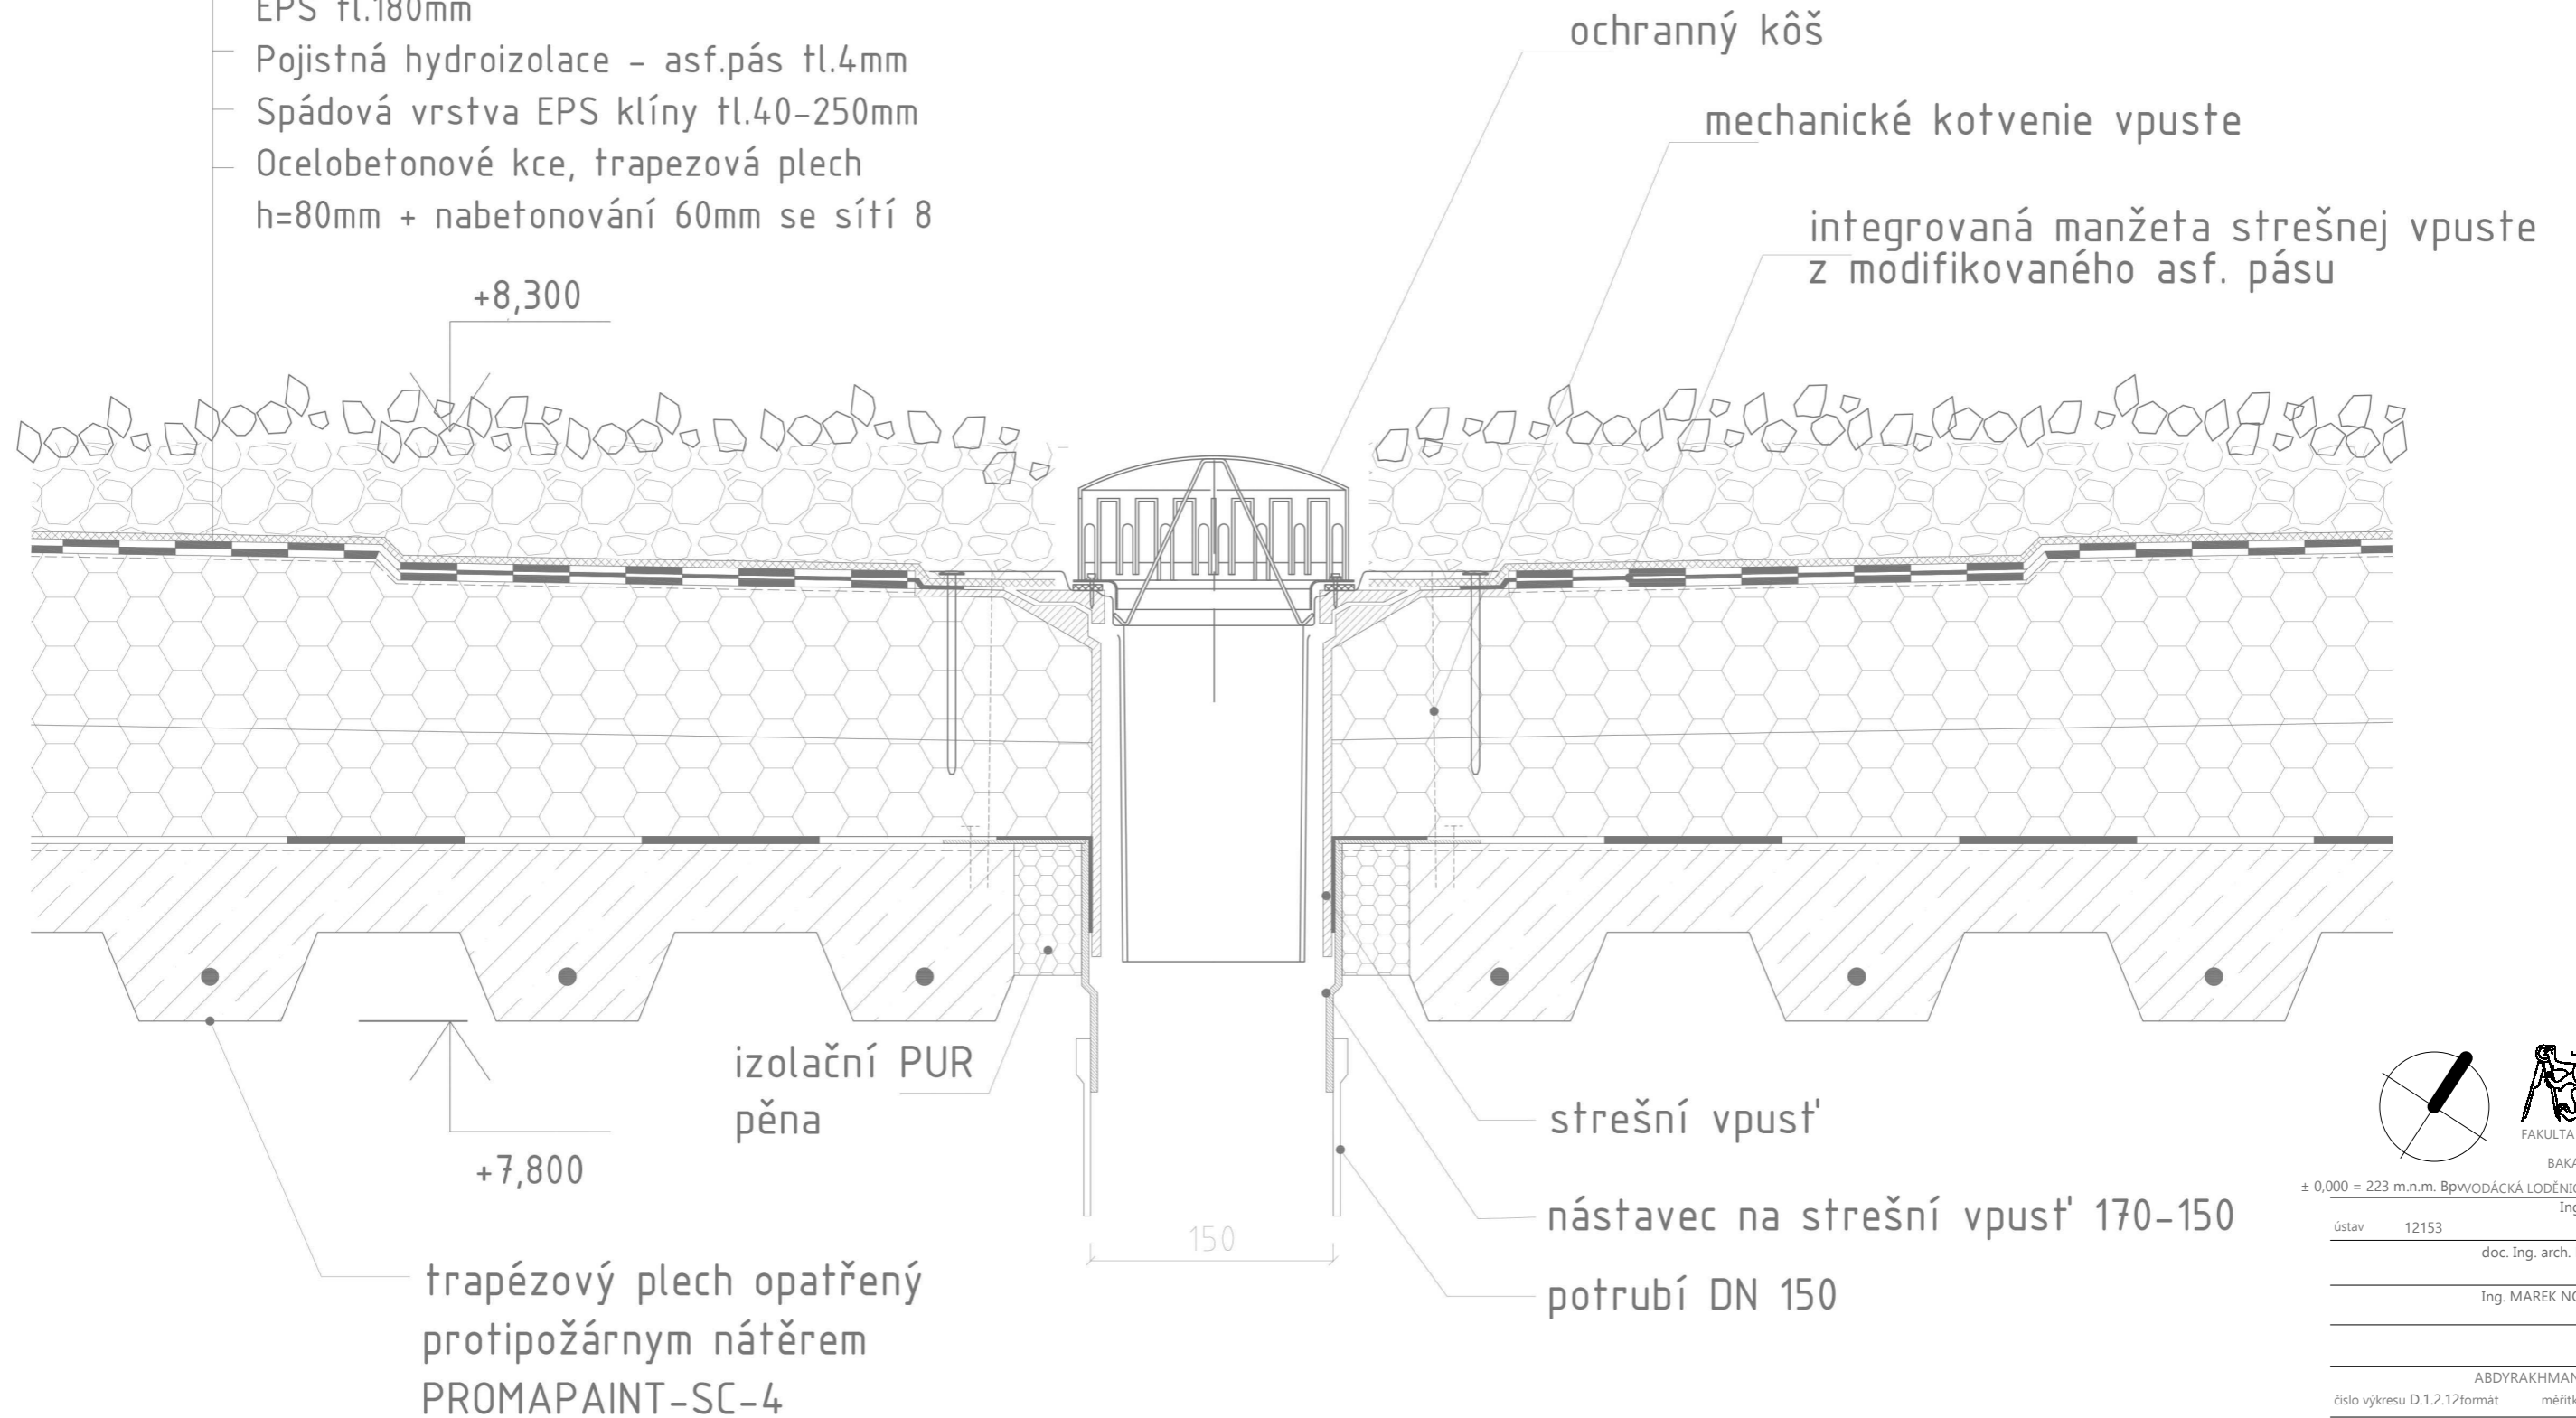 EPS tl.180mm
Pojistná hydroizolace - asf.pás tl.4mm
Spádová vrstva EPS klíny tl.40-250mm
Ocelobetonové kce, trapezová plech
h=80mm + nabetonování 60mm se sítí 8
ochranný kôš
mechanické kotvenie vpuste
integrovaná manžeta strešnej vpuste
z modifikovaného asf. pásu
+8,300
izolační PUR
pěna
+7,800
strešní vpusť
nástavec na strešní vpusť 170-150
150
potrubí DN 150
trapézový plech opatřený
protipožárnym nátěrem
PROMAPAINT-SC-4
FAKULTA
± 0,000 = 223 m.n.m. Bpv
ústav 12153
doc. Ing. arch.
Ing. MAREK
číslo výkresu D.1.2.12 formát